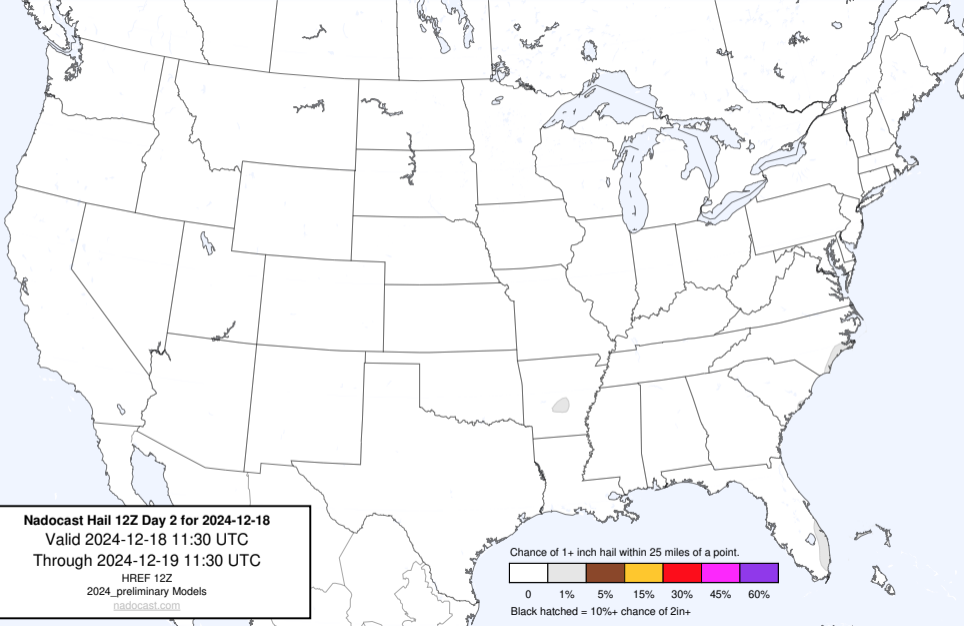 Nadocast Hail 12Z Day 2 for 2024-12-18
Valid 2024-12-18 11:30 UTC
Through 2024-12-19 11:30 UTC
HREF 12Z
2024_preliminary Models
nadocast.com
Chance of 1+ inch hail within 25 miles of a point.
0 1% 5% 15% 30% 45% 60%
Black hatched = 10%+ chance of 2in+